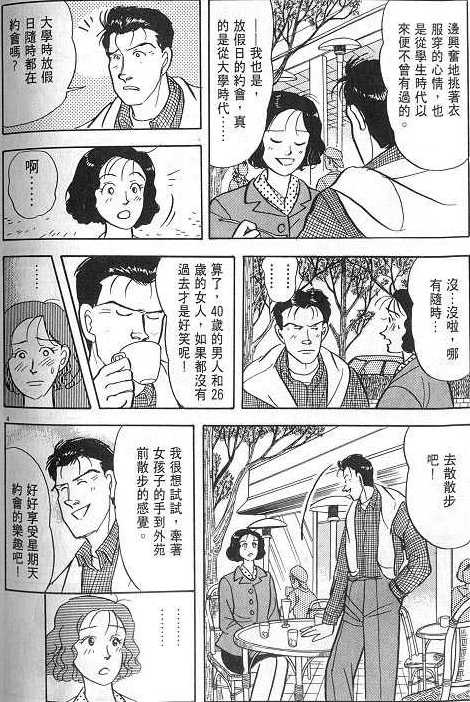 邊興奮地挑著衣
服穿的心情，也
是從學生時代以
來便不曾有過的。
——我也是，
放假日的約會，真
的是從大學時代…
大學時放假
日隨時都在
約會嗎？
啊
……
沒…沒啦，哪
有隨時…
算了，40歲的男人和26
歲的女人，如果都沒有
過去才是好笑呢！
……
去散散步
吧！
我很想試試，牽著
女孩子的手到外苑
前散步的感覺。
好好享受星期天
約會的樂趣吧！
……
4